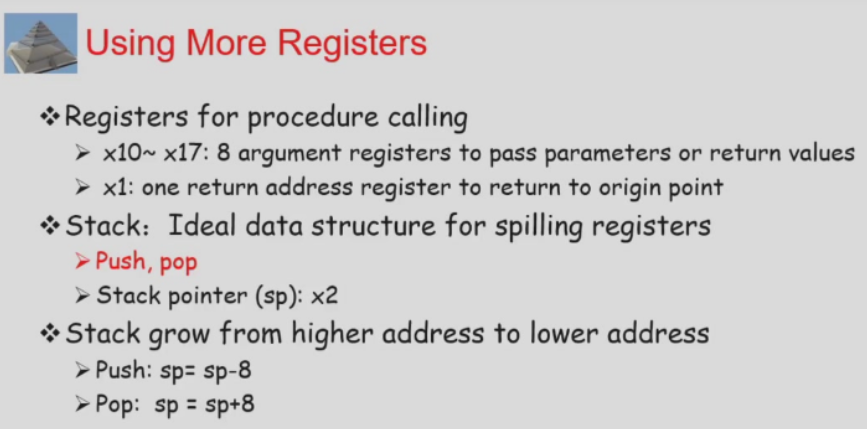 Using More Registers
❖Registers for procedure calling
➢ x10~ x17: 8 argument registers to pass parameters or return values
➢ x1: one return address register to return to origin point
❖Stack: Ideal data structure for spilling registers
➢Push, pop
➢Stack pointer (sp): x2
❖Stack grow from higher address to lower address
➢Push: sp= sp-8
➢Pop: sp = sp+8